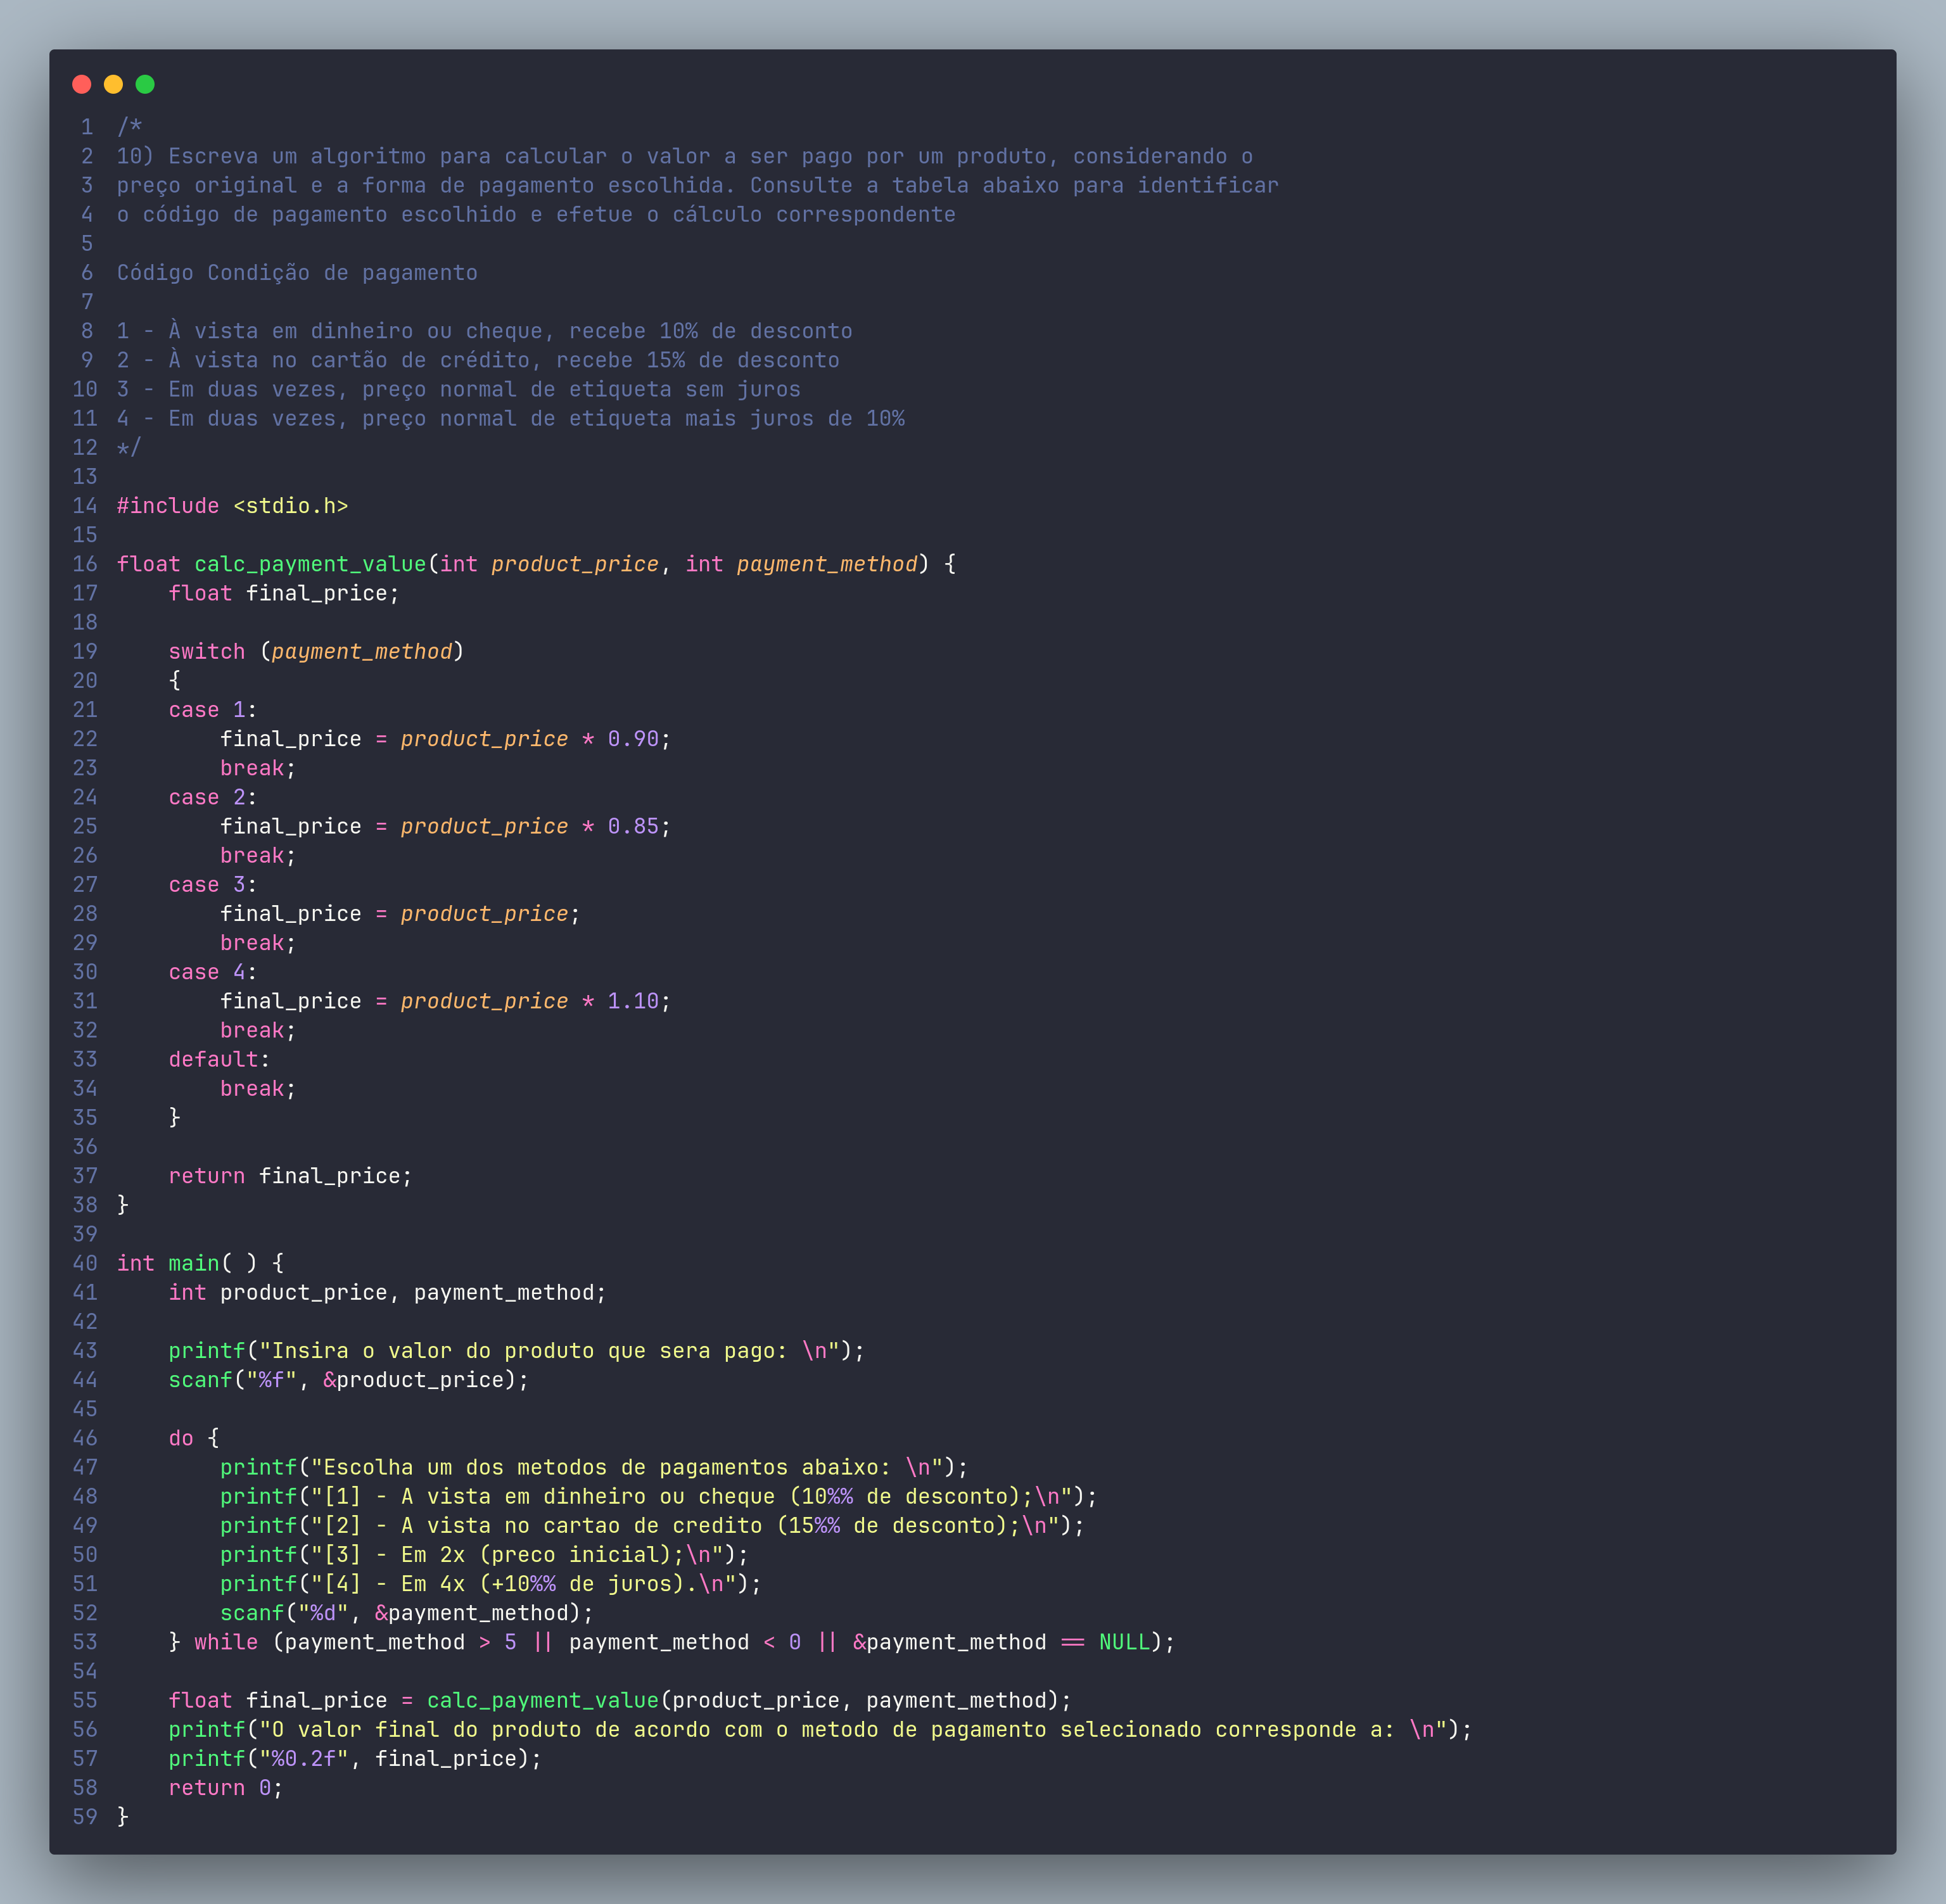 1 /*
2 10) Escreva um algoritmo para calcular o valor a ser pago por um produto, considerando o
3 preço original e a forma de pagamento escolhida. Consulte a tabela abaixo para identificar
4 o código de pagamento escolhido e efetue o cálculo correspondente
5
6 Código Condição de pagamento
7
8 1 - À vista em dinheiro ou cheque, recebe 10% de desconto
9 2 - À vista no cartão de crédito, recebe 15% de desconto
10 3 - Em duas vezes, preço normal de etiqueta sem juros
11 4 - Em duas vezes, preço normal de etiqueta mais juros de 10%
12 */
13
14 #include <stdio.h>
15
16 float calc_payment_value(int product_price, int payment_method) {
17     float final_price;
18
19     switch (payment_method)
20     {
21     case 1:
22         final_price = product_price * 0.90;
23         break;
24     case 2:
25         final_price = product_price * 0.85;
26         break;
27     case 3:
28         final_price = product_price;
29         break;
30     case 4:
31         final_price = product_price * 1.10;
32         break;
33     default:
34         break;
35     }
36
37     return final_price;
38 }
39
40 int main( ) {
41     int product_price, payment_method;
42
43     printf("Insira o valor do produto que sera pago: \n");
44     scanf("%f", &product_price);
45
46     do {
47         printf("Escolha um dos metodos de pagamentos abaixo: \n");
48         printf("[1] - A vista em dinheiro ou cheque (10%% de desconto);\n");
49         printf("[2] - A vista no cartao de credito (15%% de desconto);\n");
50         printf("[3] - Em 2x (preco inicial);\n");
51         printf("[4] - Em 4x (+10%% de juros).\n");
52         scanf("%d", &payment_method);
53     } while (payment_method > 5 || payment_method < 0 || &payment_method == NULL);
54
55     float final_price = calc_payment_value(product_price, payment_method);
56     printf("O valor final do produto de acordo com o metodo de pagamento selecionado corresponde a: \n");
57     printf("%0.2f", final_price);
58     return 0;
59 }